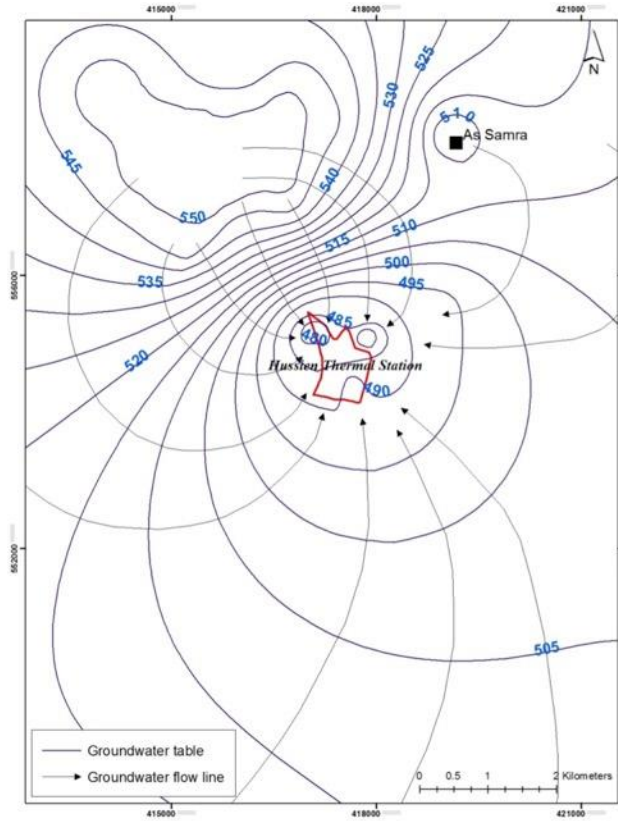 415000 418000 421000
525
530
N
510
As Samra
545
540
550
515
510
500
535
495
556000
485
480
520
Hussien Thermal Station
490
552000
505
Groundwater table
Groundwater flow line
0 0.5 1 2 Kilometers
415000 418000 421000